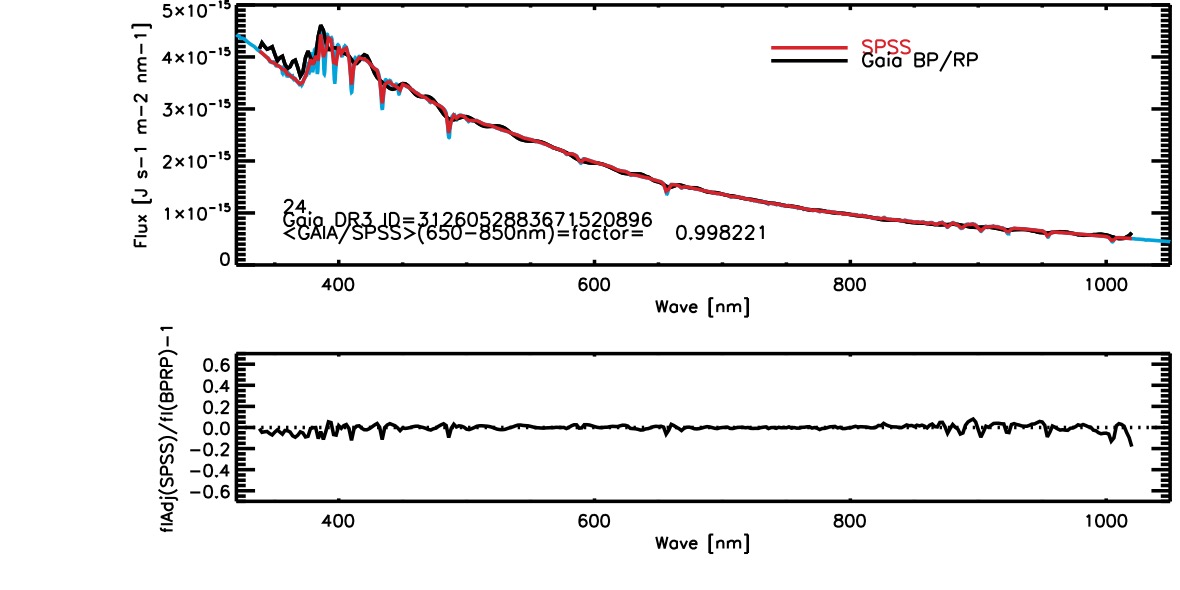 5×10−15
4×10−15
3×10−15
2×10−15
1×10−15
0
Flux [J s−1 m−2 nm−1]
SPSS
Gaia BP/RP
24.
Gaia DR3 ID=3126052883671520896
<GAIA/SPSS>(650−850nm)=factor= 0.998221
400 600 800 1000
Wave [nm]
flAdj(SPSS)/fl(BPRP)−1
0.6
0.4
0.2
0.0
−0.2
−0.4
−0.6
400 600 800 1000
Wave [nm]